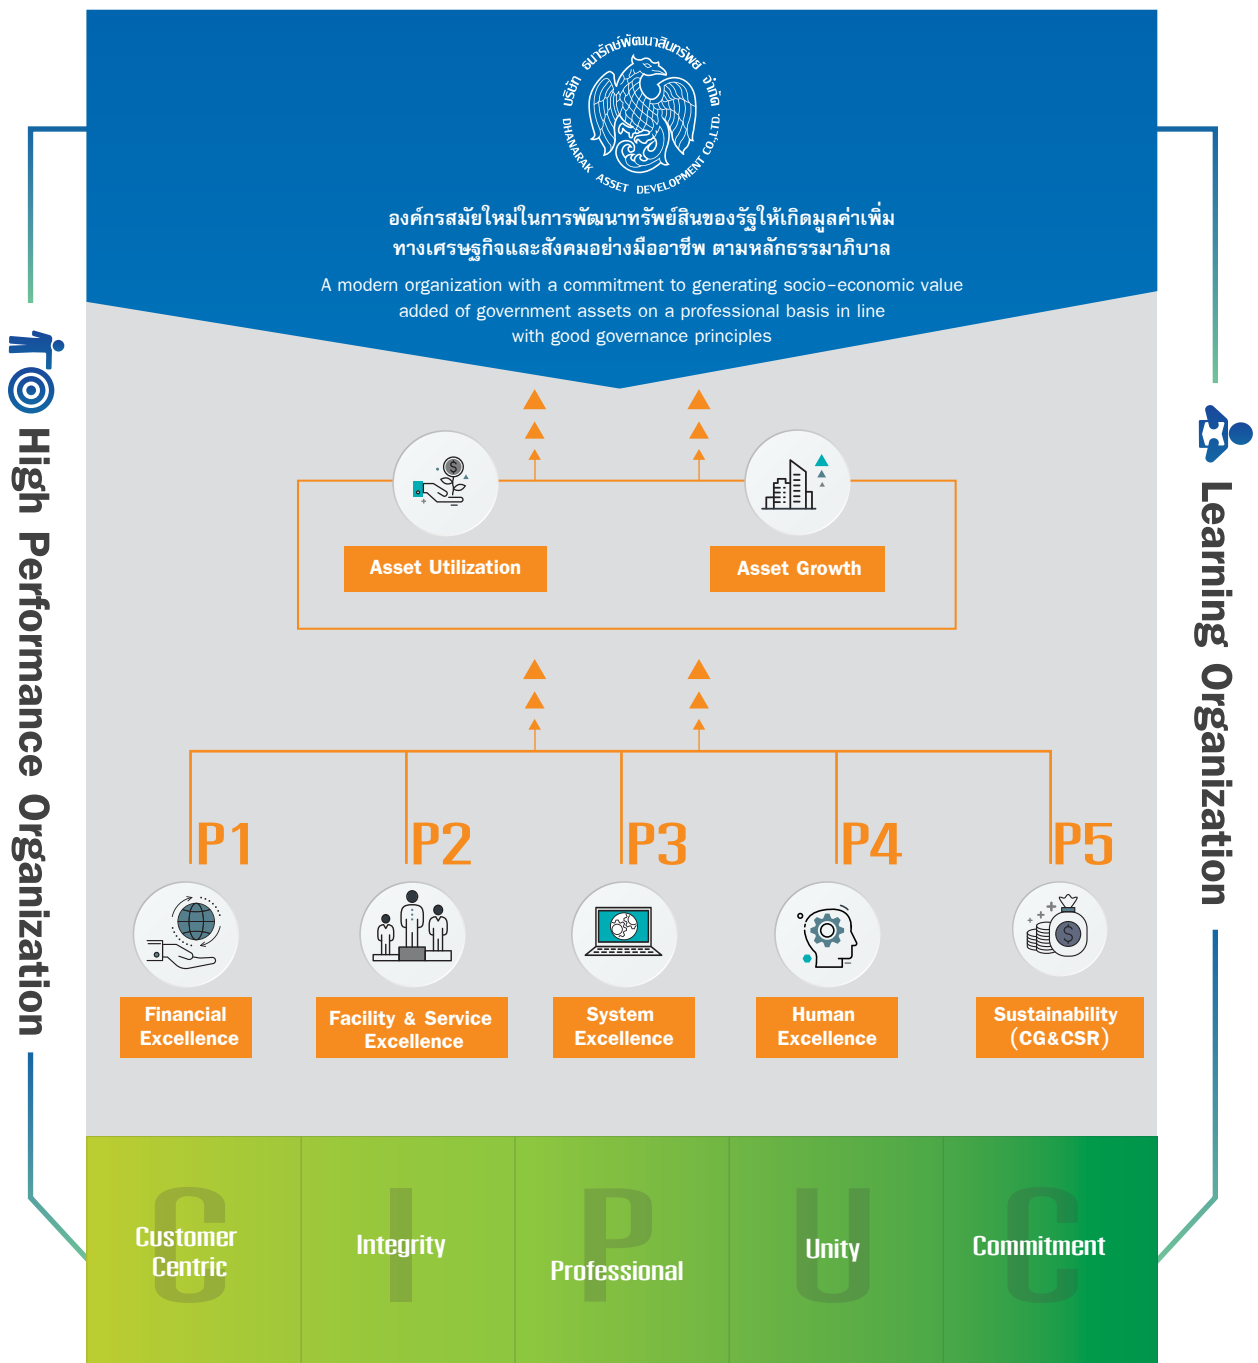 บริษัท ธนารักษ์พัฒนาสินทรัพย์ จำกัด
DHANARAK ASSET DEVELOPMENT CO.,LTD.
องค์กรสมัยใหม่ในการพัฒนาทรัพย์สินของรัฐให้เกิดมูลค่าเพิ่ม
ทางเศรษฐกิจและสังคมอย่างมืออาชีพ ตามหลักธรรมาภิบาล
A modern organization with a commitment to generating socio-economic value
added of government assets on a professional basis in line
with good governance principles
High Performance Organization
Learning Organization
Asset Utilization
Asset Growth
P1
P2
P3
P4
P5
Financial
Excellence
Facility & Service
Excellence
System
Excellence
Human
Excellence
Sustainability
(CG&CSR)
C
Customer
Centric
I
Integrity
P
Professional
U
Unity
C
Commitment